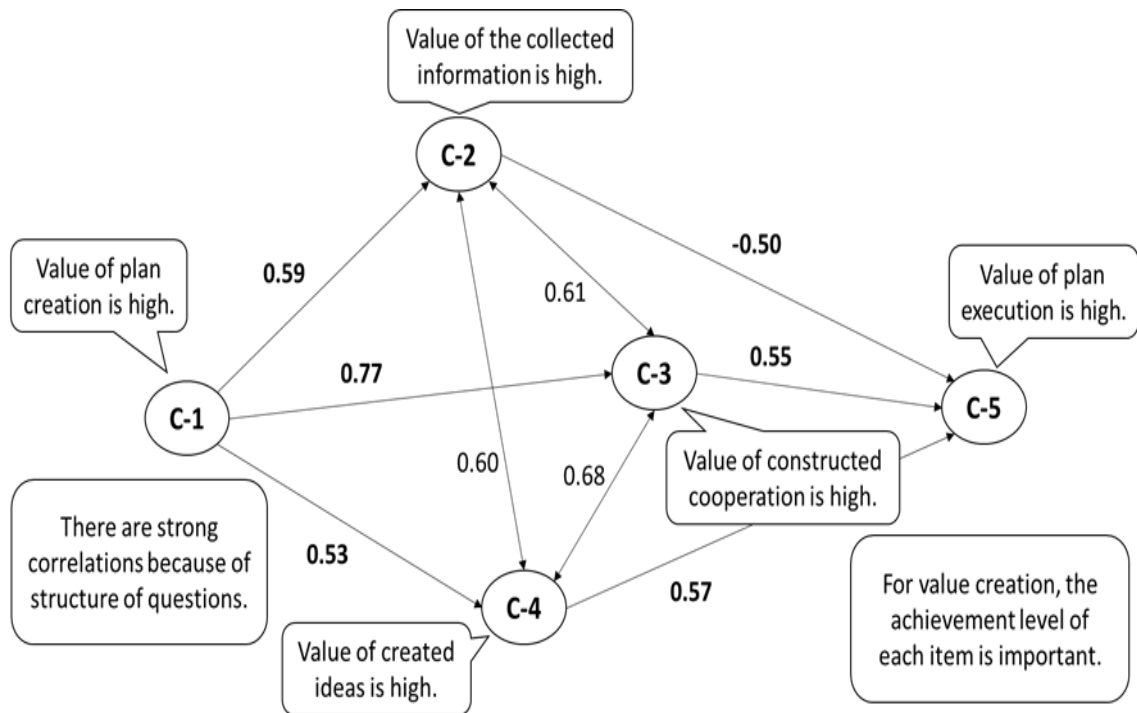 Value of the collected
information is high.
C-2
-0.50
Value of plan
creation is high.
0.59
0.61
Value of plan
execution is high.
0.77
C-3
0.55
C-1
C-5
0.60
0.68
Value of constructed
cooperation is high.
There are strong
correlations because of
structure of questions.
0.53
C-4
0.57
For value creation, the
achievement level of
each item is important.
Value of created
ideas is high.